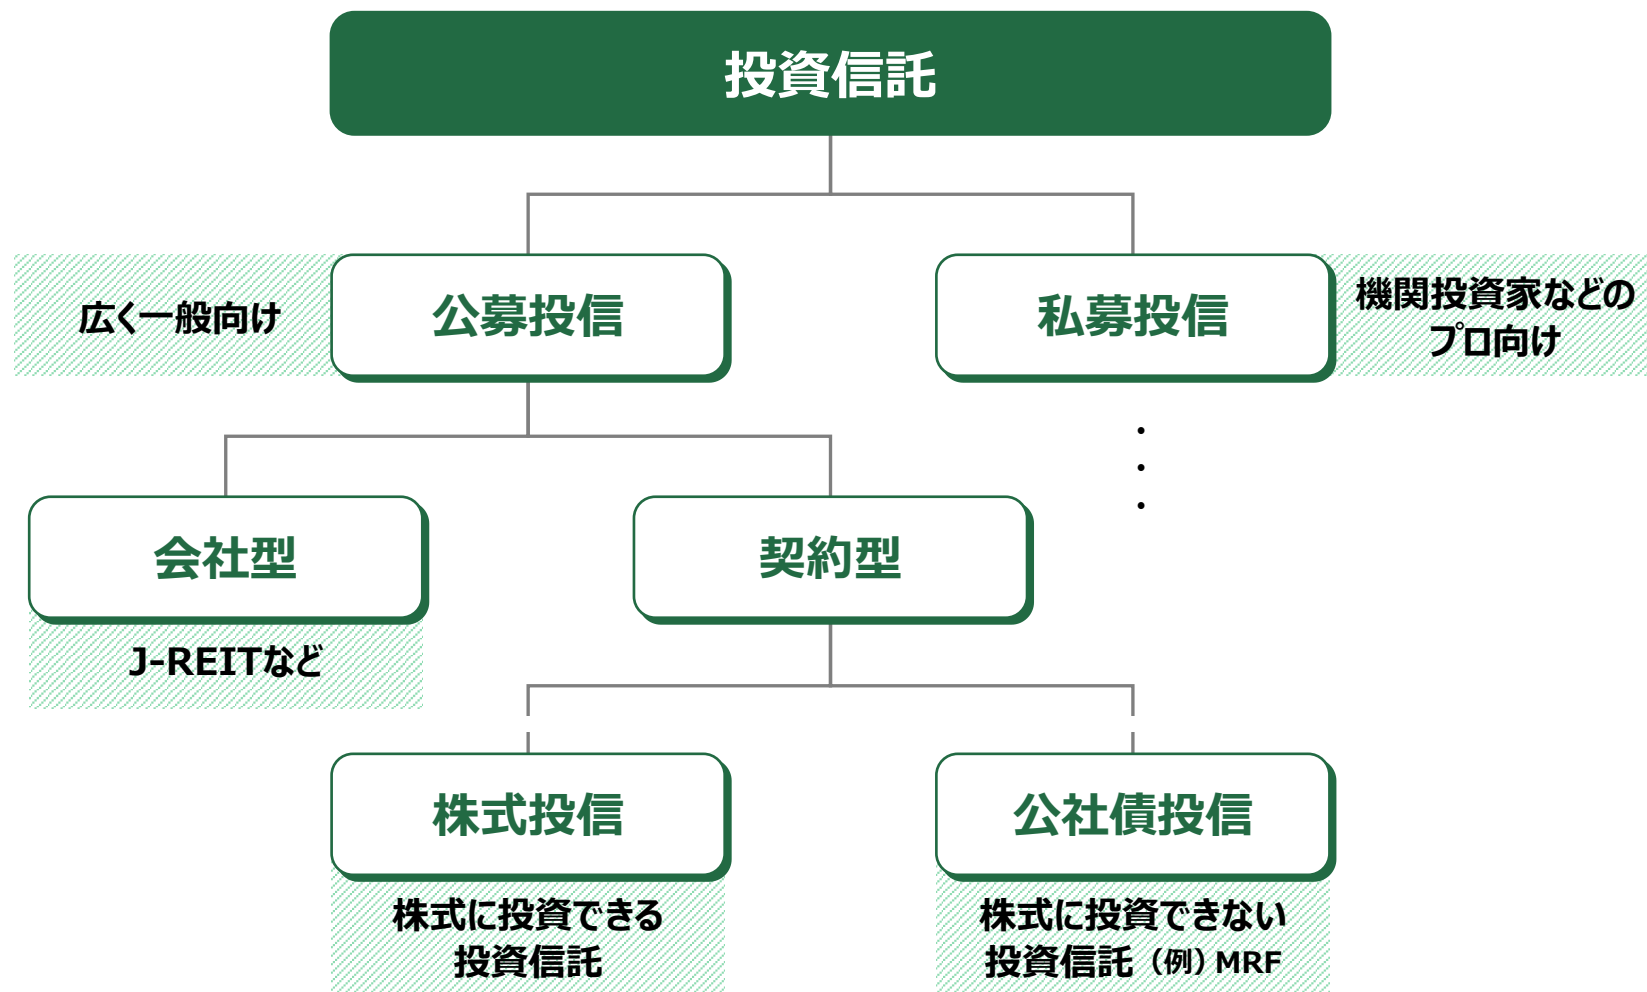 投資信託
広く一般向け
公募投信
私募投信
機関投資家などの
プロ向け
・
・
・
会社型
契約型
J-REITなど
株式投信
公社債投信
株式に投資できる
投資信託
株式に投資できない
投資信託（例）MRF